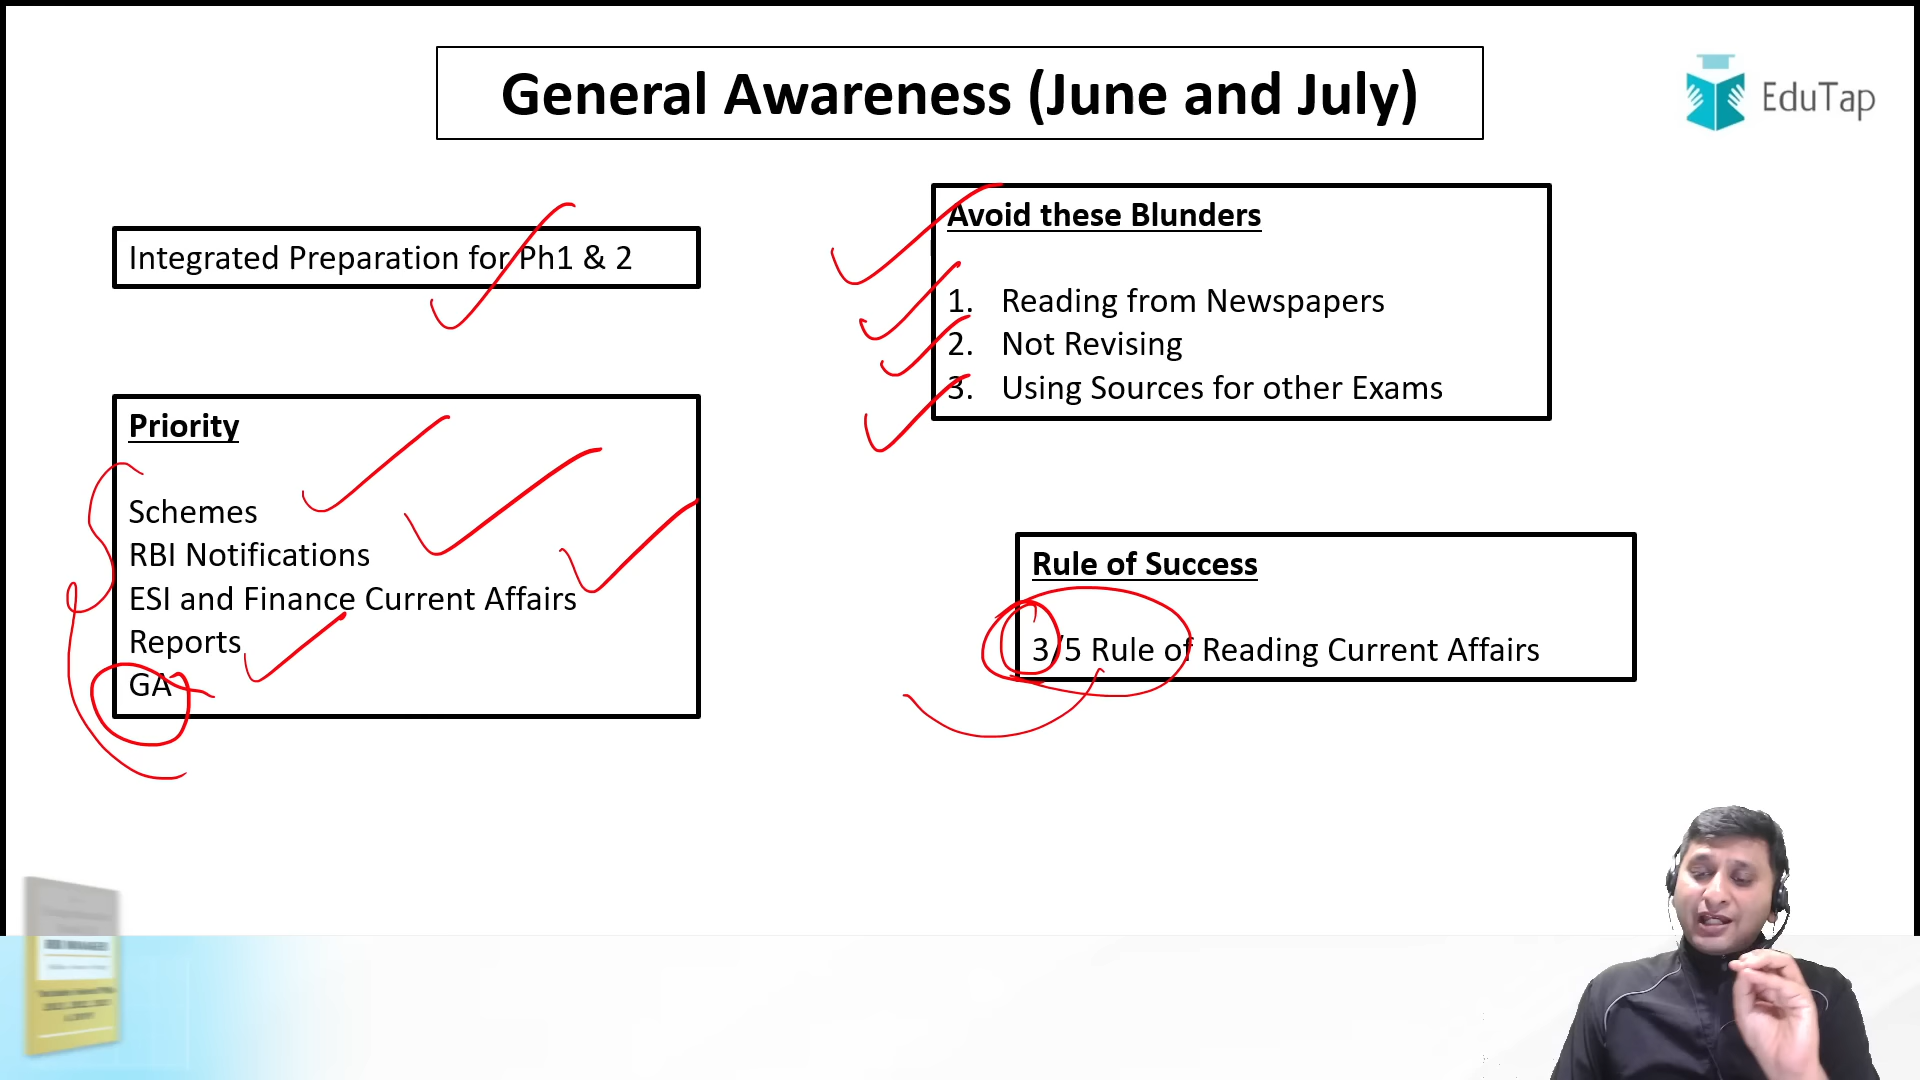 General Awareness (June and July)
EduTap
Integrated Preparation for Ph1 & 2
Priority
Schemes
RBI Notifications
ESI and Finance Current Affairs
Reports
GA
Avoid these Blunders
1. Reading from Newspapers
2. Not Revising
3. Using Sources for other Exams
Rule of Success
3/5 Rule of Reading Current Affairs